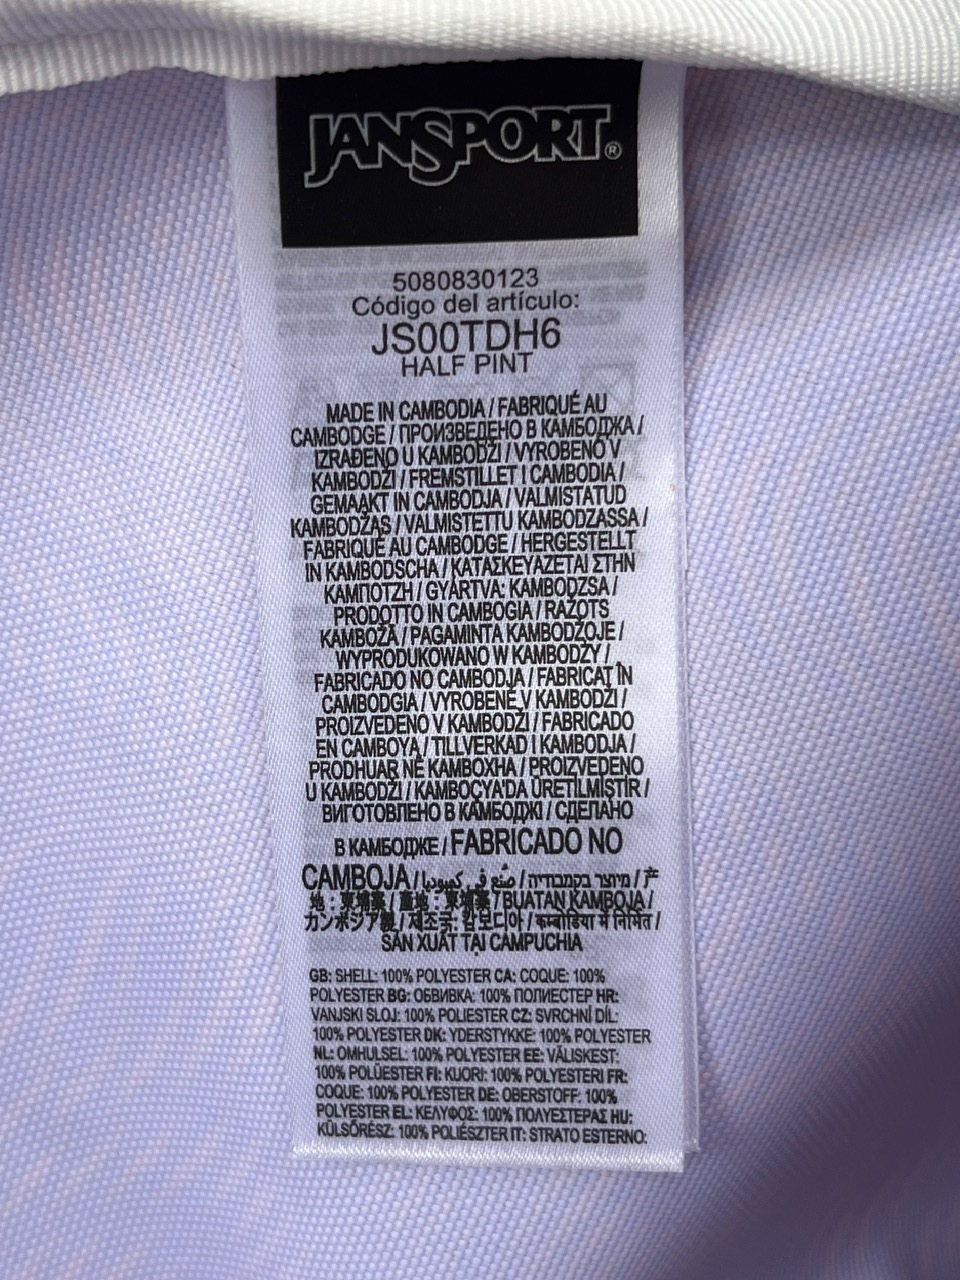 JANSPORT®
5080830123
Código del artículo:
JS00TDH6
HALF PINT
MADE IN CAMBODIA / FABRIQUÉ AU
CAMBODGE / ПРОИЗВЕДЕНО В КАМБОДЖА /
IZRAĐENO U KAMBODŽI / VYROBENO V
KAMBODŽI / FREMSTILLET I CAMBODIA /
GEMAAKT IN CAMBODJA / VALMISTATUD
KAMBODŽAS / VALMISTETTU KAMBODZASSA /
FABRIQUÉ AU CAMBODGE / HERGESTELLT
IN KAMBODSCHA / ΚΑΤΑΣΚΕΥΑΖΕΤΑΙ ΣΤΗΝ
ΚΑΜΠΟΤΖΗ / GYÁRTVA: KAMBODZSA /
PRODOTTO IN CAMBOGIA / RAŽOTS
KAMBOŽĀ / PAGAMINTA KAMBODŽOJE /
WYPRODUKOWANO W KAMBODŻY /
FABRICADO NO CAMBODJA / FABRICAT ÎN
CAMBODGIA / VYROBENÉ V KAMBODŽI /
PROIZVEDENO V KAMBODŽI / FABRICADO
EN CAMBOYA / TILLVERKAD I KAMBODJA /
PRODHUAR NË KAMBOXHA / PROIZVEDENO
U KAMBODŽI / KAMBOÇYA'DA ÜRETİLMİŞTİR /
ВИГОТОВЛЕНО В КАМБОДЖІ / СДЕЛАНО
В КАМБОДЖЕ / FABRICADO NO
CAMBOJA / صُنع في كمبوديا / מיוצר בקמבודיה / 产
地：柬埔寨 / 產地：柬埔寨 / BUATAN KAMBOJA /
カンボジア製 / 제조국: 캄보디아 / कम्बोडिया में निर्मित /
SẢN XUẤT TẠI CAMPUCHIA
GB: SHELL: 100% POLYESTER CA: COQUE: 100%
POLYESTER BG: ОБВИВКА: 100% ПОЛИЕСТЕР HR:
VANJSKI SLOJ: 100% POLIESTER CZ: SVRCHNÍ DÍL:
100% POLYESTER DK: YDERSTYKKE: 100% POLYESTER
NL: OMHULSEL: 100% POLYESTER EE: VÄLISKEST:
100% POLÜESTER FI: KUORI: 100% POLYESTERI FR:
COQUE: 100% POLYESTER DE: OBERSTOFF: 100%
POLYESTER EL: ΚΕΛΥΦΟΣ: 100% ΠΟΛΥΕΣΤΕΡΑΣ HU:
KÜLSŐRÉSZ: 100% POLIÉSZTER IT: STRATO ESTERNO: